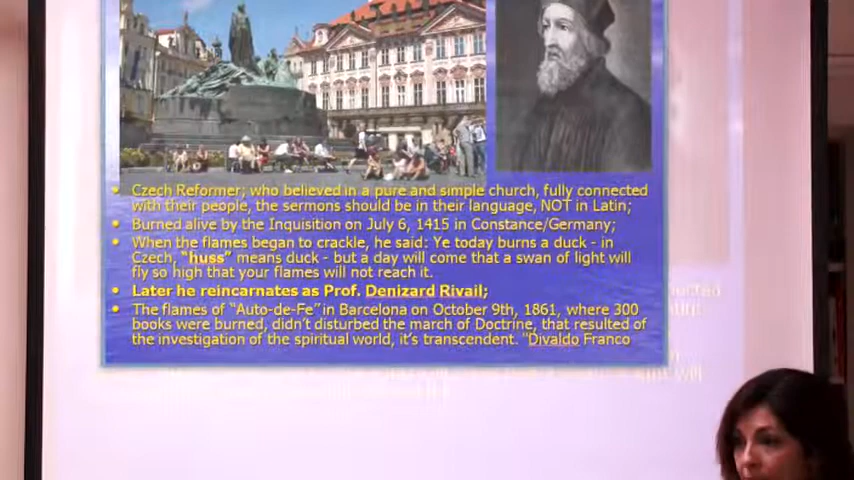 Czech Reformer; who believed in a pure and simple church, fully connected
with their people, the sermons should be in their language, NOT in Latin;
Burned alive by the Inquisition on July 6, 1415 in Constance/Germany;
When the flames began to crackle, he said: Ye today burns a duck - in
Czech, "huss" means duck - but a day will come that a swan of light will
fly so high that your flames will not reach it.
Later he reincarnates as Prof. Denizard Rivail;
The flames of "Auto-de-Fe" in Barcelona on October 9th, 1861, where 300
books were burned, didn't disturbed the march of Doctrine, that resulted of
the investigation of the spiritual world, it's transcendent. "Divaldo Franco